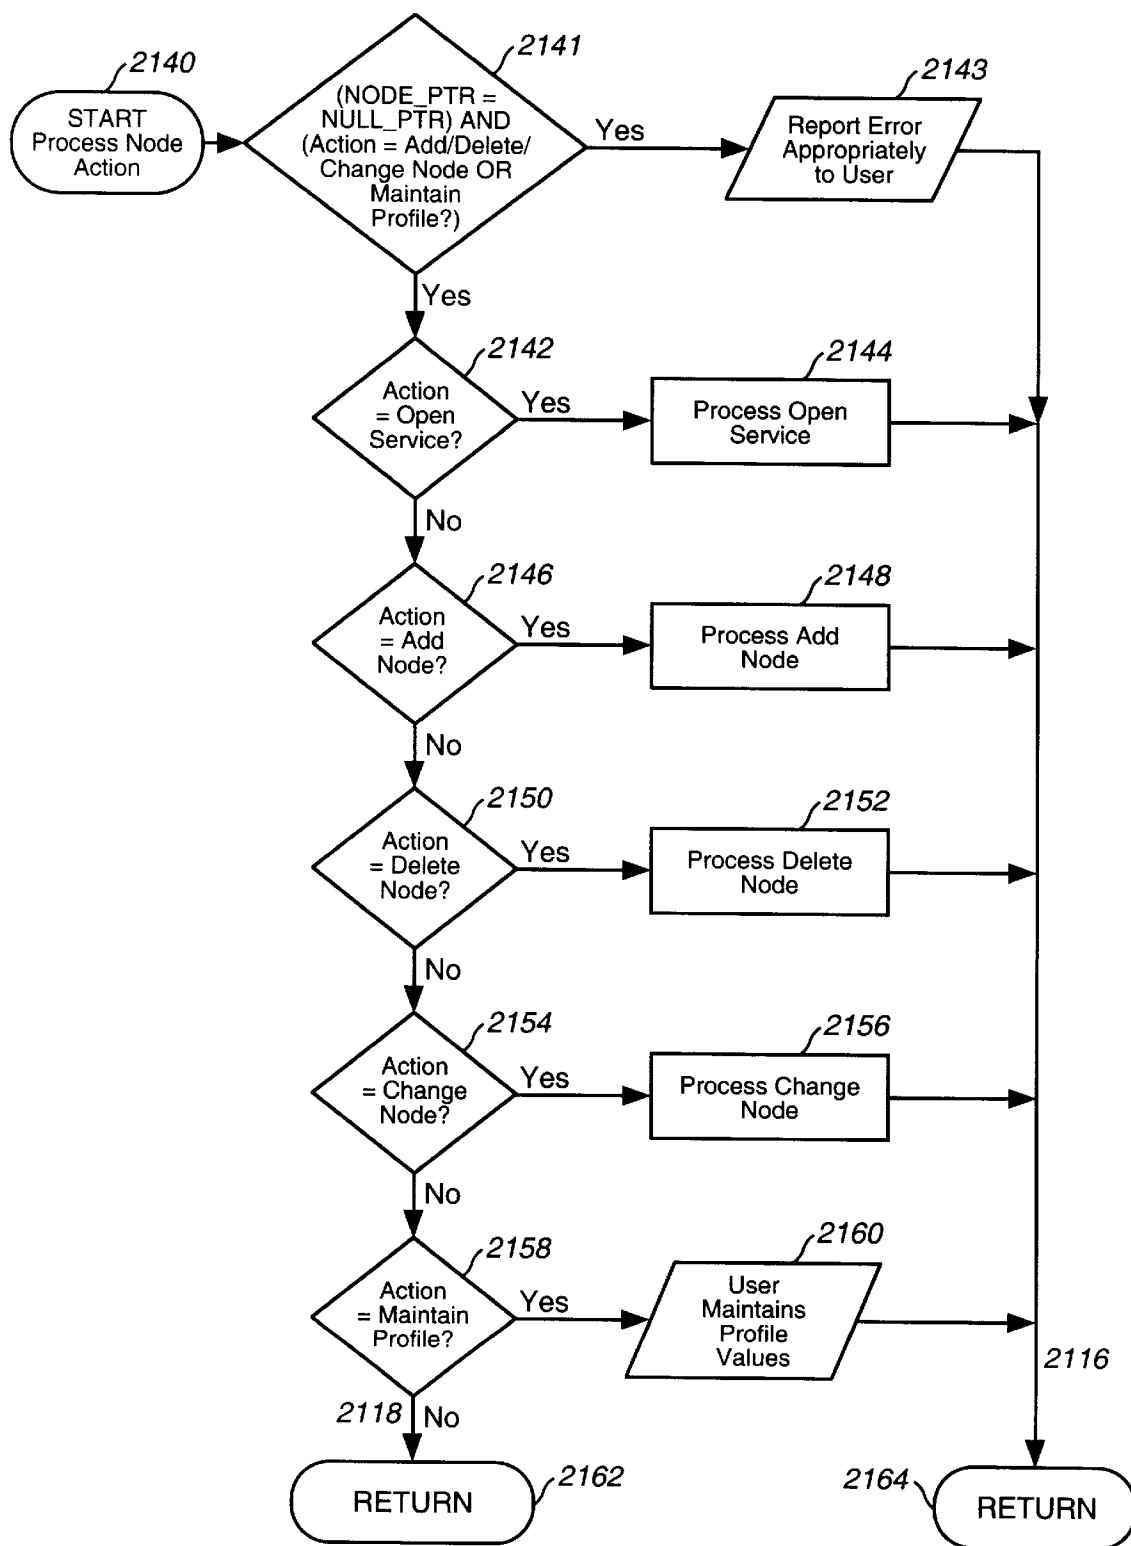 2140
START
Process Node
Action
2141
(NODE_PTR =
NULL_PTR) AND
(Action = Add/Delete/
Change Node OR
Maintain
Profile?)
Yes
2143
Report Error
Appropriately
to User
Yes
2142
Action
= Open
Service?
Yes
2144
Process Open
Service
No
2146
Action
= Add
Node?
Yes
2148
Process Add
Node
No
2150
Action
= Delete
Node?
Yes
2152
Process Delete
Node
No
2154
Action
= Change
Node?
Yes
2156
Process Change
Node
No
2158
Action
= Maintain
Profile?
Yes
2160
User
Maintains
Profile
Values
2116
2118
No
RETURN
2162
2164
RETURN